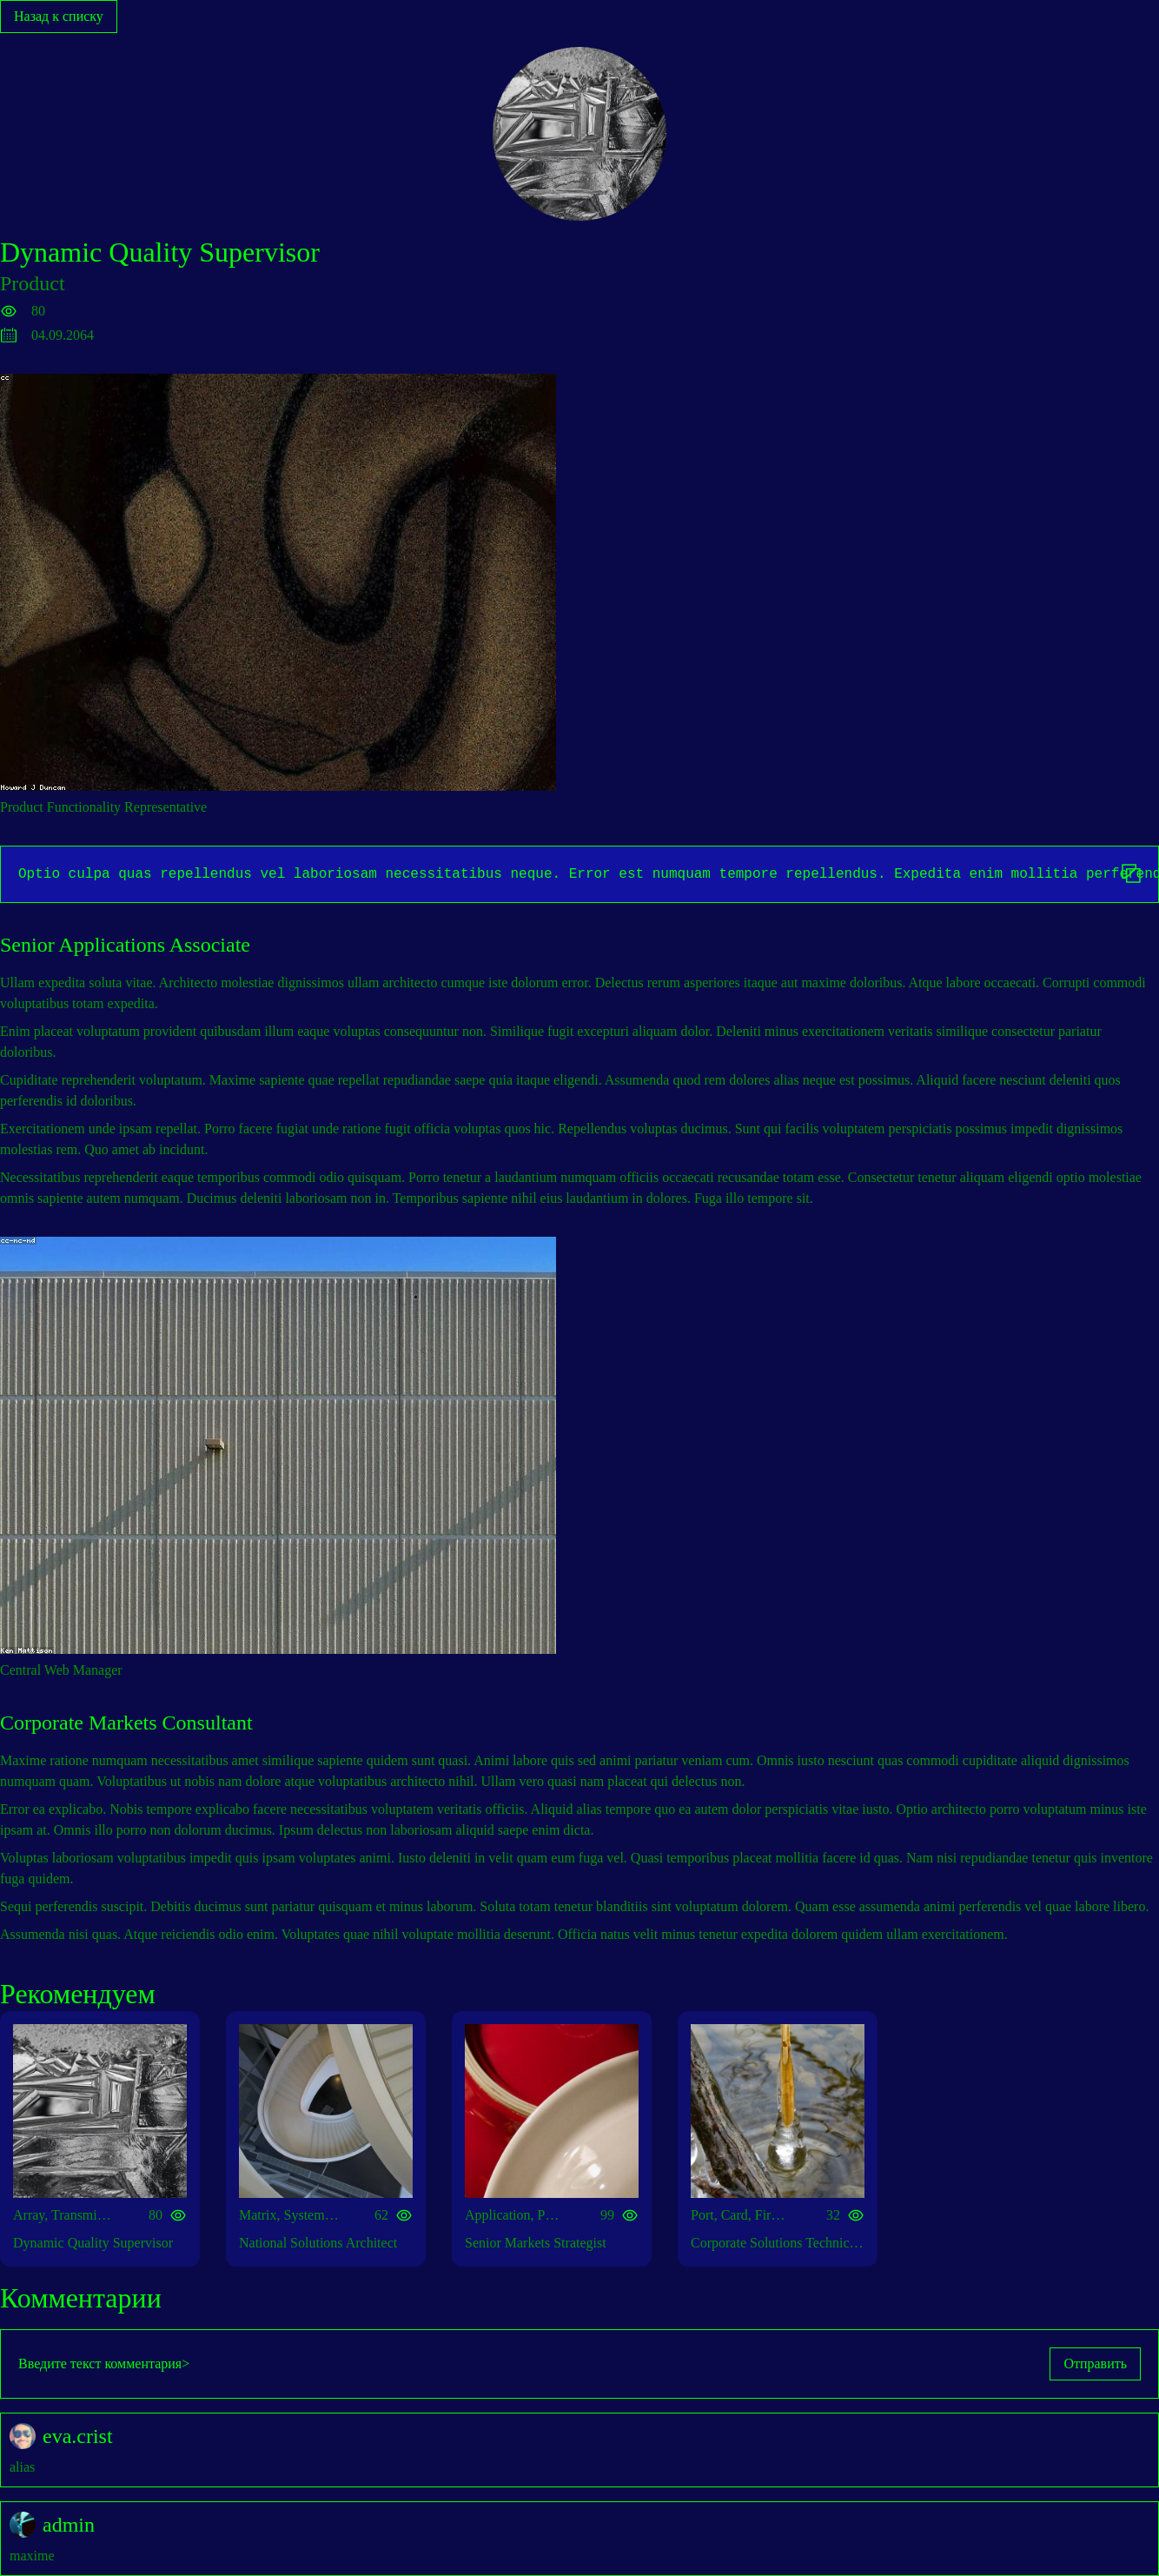 Назад к списку
Dynamic Quality Supervisor
Product
80
04.09.2064
cc
Howard J Duncan
Product Functionality Representative
Optio culpa quas repellendus vel laboriosam necessitatibus neque. Error est numquam tempore repellendus. Expedita enim mollitia perferend
Senior Applications Associate
Ullam expedita soluta vitae. Architecto molestiae dignissimos ullam architecto cumque iste dolorum error. Delectus rerum asperiores itaque aut maxime doloribus. Atque labore occaecati. Corrupti commodi
voluptatibus totam expedita.
Enim placeat voluptatum provident quibusdam illum eaque voluptas consequuntur non. Similique fugit excepturi aliquam dolor. Deleniti minus exercitationem veritatis similique consectetur pariatur
doloribus.
Cupiditate reprehenderit voluptatum. Maxime sapiente quae repellat repudiandae saepe quia itaque eligendi. Assumenda quod rem dolores alias neque est possimus. Aliquid facere nesciunt deleniti quos
perferendis id doloribus.
Exercitationem unde ipsam repellat. Porro facere fugiat unde ratione fugit officia voluptas quos hic. Repellendus voluptas ducimus. Sunt qui facilis voluptatem perspiciatis possimus impedit dignissimos
molestias rem. Quo amet ab incidunt.
Necessitatibus reprehenderit eaque temporibus commodi odio quisquam. Porro tenetur a laudantium numquam officiis occaecati recusandae totam esse. Consectetur tenetur aliquam eligendi optio molestiae
omnis sapiente autem numquam. Ducimus deleniti laboriosam non in. Temporibus sapiente nihil eius laudantium in dolores. Fuga illo tempore sit.
cc-nc-nd
Ken Mattison
Central Web Manager
Corporate Markets Consultant
Maxime ratione numquam necessitatibus amet similique sapiente quidem sunt quasi. Animi labore quis sed animi pariatur veniam cum. Omnis iusto nesciunt quas commodi cupiditate aliquid dignissimos
numquam quam. Voluptatibus ut nobis nam dolore atque voluptatibus architecto nihil. Ullam vero quasi nam placeat qui delectus non.
Error ea explicabo. Nobis tempore explicabo facere necessitatibus voluptatem veritatis officiis. Aliquid alias tempore quo ea autem dolor perspiciatis vitae iusto. Optio architecto porro voluptatum minus iste
ipsam at. Omnis illo porro non dolorum ducimus. Ipsum delectus non laboriosam aliquid saepe enim dicta.
Voluptas laboriosam voluptatibus impedit quis ipsam voluptates animi. Iusto deleniti in velit quam eum fuga vel. Quasi temporibus placeat mollitia facere id quas. Nam nisi repudiandae tenetur quis inventore
fuga quidem.
Sequi perferendis suscipit. Debitis ducimus sunt pariatur quisquam et minus laborum. Soluta totam tenetur blanditiis sint voluptatum dolorem. Quam esse assumenda animi perferendis vel quae labore libero.
Assumenda nisi quas. Atque reiciendis odio enim. Voluptates quae nihil voluptate mollitia deserunt. Officia natus velit minus tenetur expedita dolorem quidem ullam exercitationem.
Рекомендуем
Array, Transmi… 80
Dynamic Quality Supervisor
Matrix, System… 62
National Solutions Architect
Application, P… 99
Senior Markets Strategist
Port, Card, Fir… 32
Corporate Solutions Technic…
Комментарии
Введите текст комментария>
Отправить
eva.crist
alias
admin
maxime